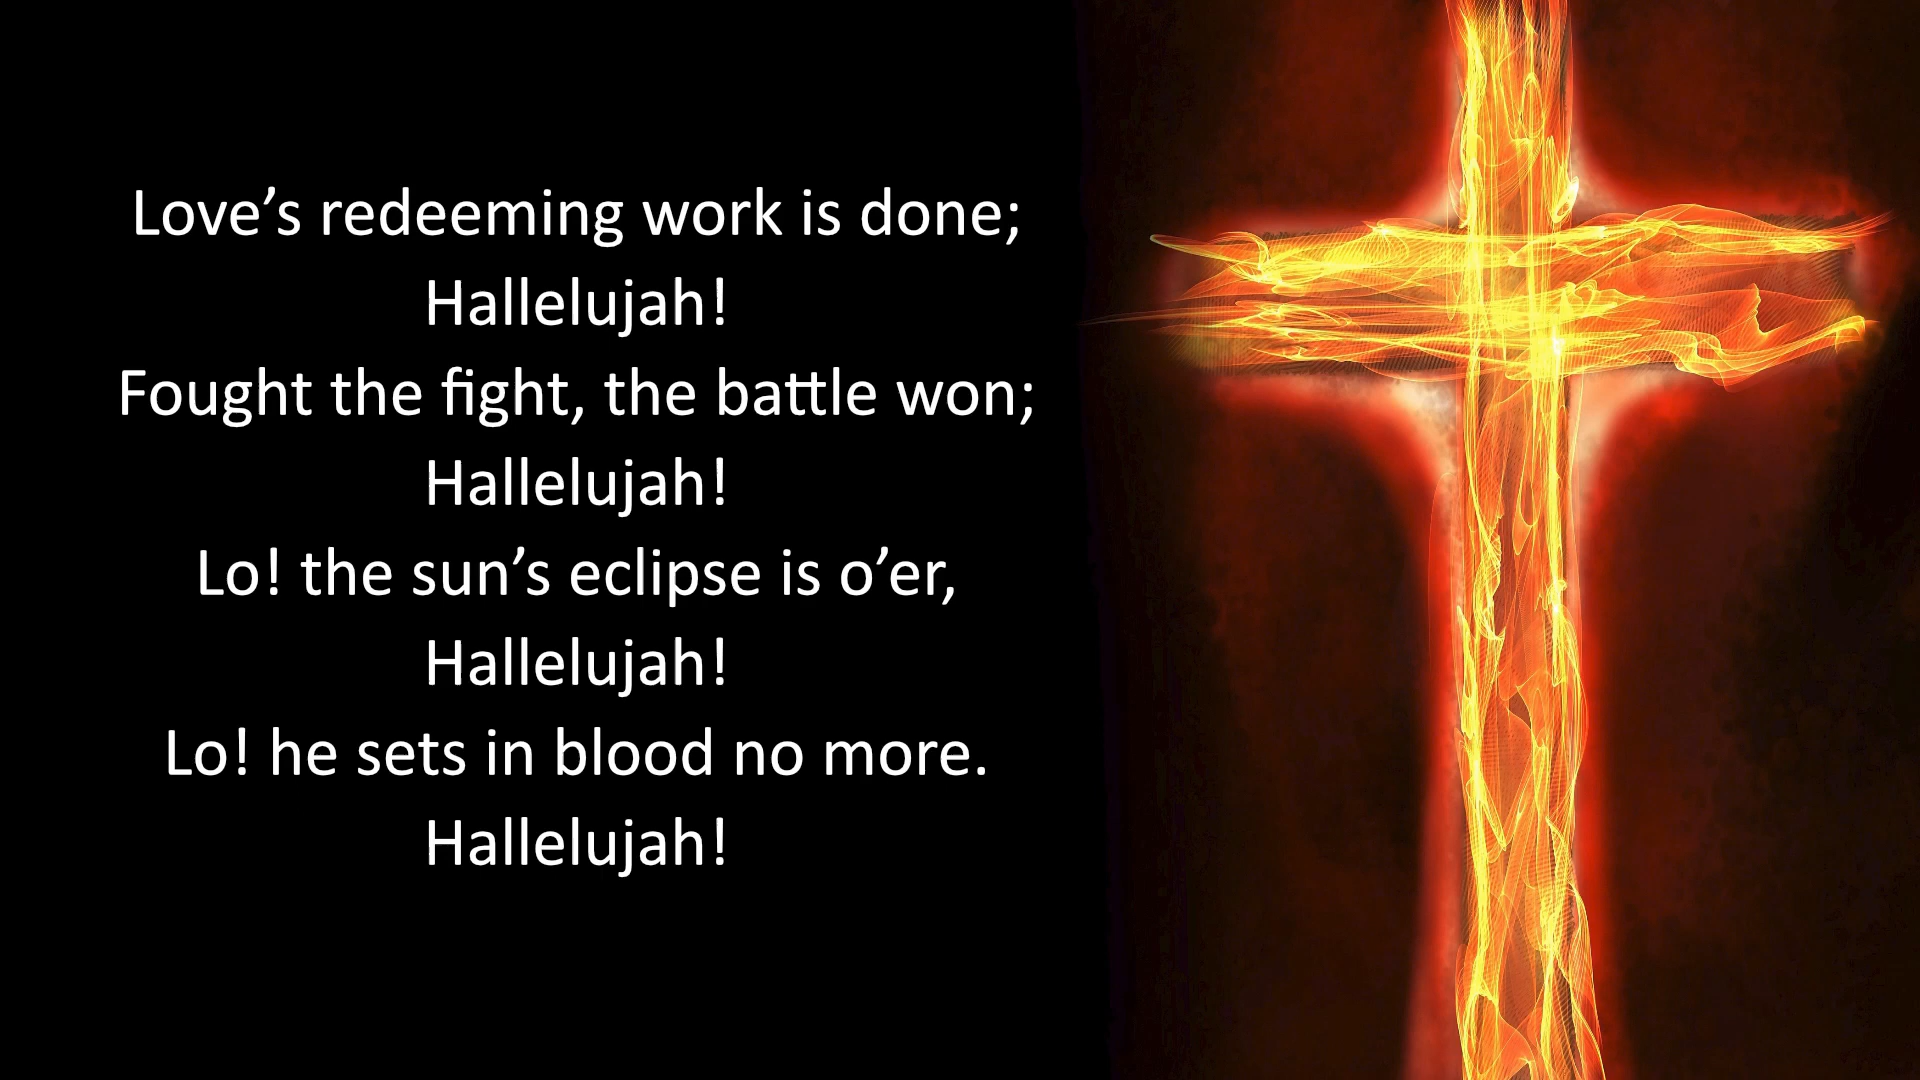 Love’s redeeming work is done;
Hallelujah!
Fought the fight, the battle won;
Hallelujah!
Lo! the sun’s eclipse is o’er,
Hallelujah!
Lo! he sets in blood no more.
Hallelujah!